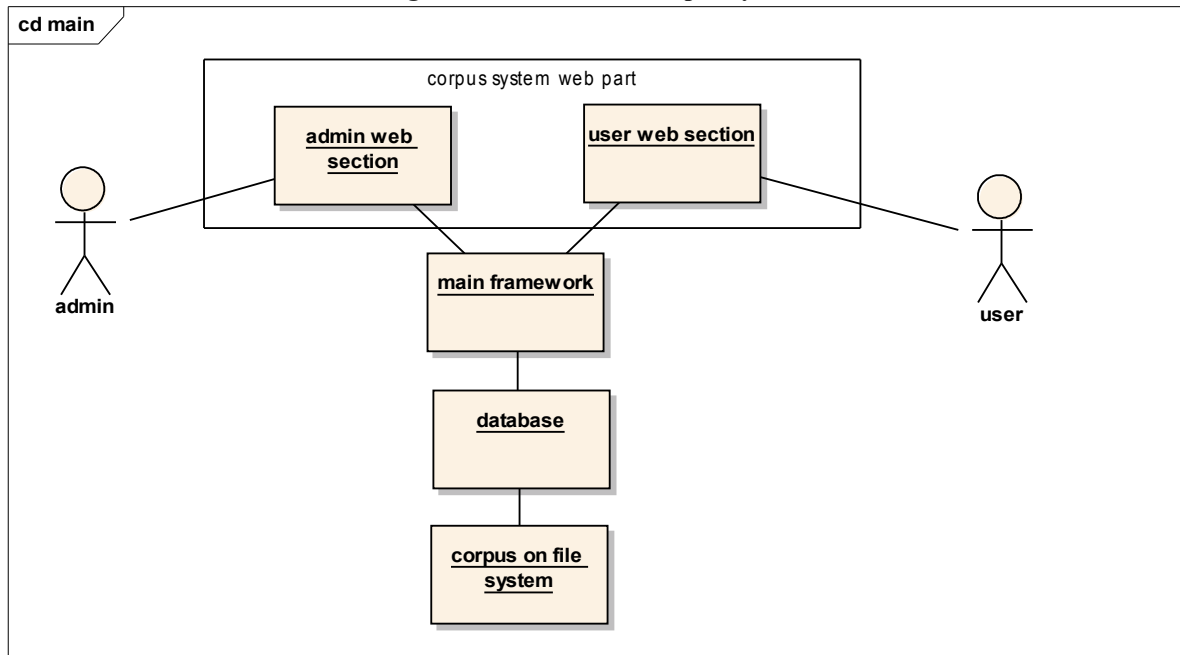 cd main
corpus system web part
admin web
section
user web section
admin
main framework
user
database
corpus on file
system